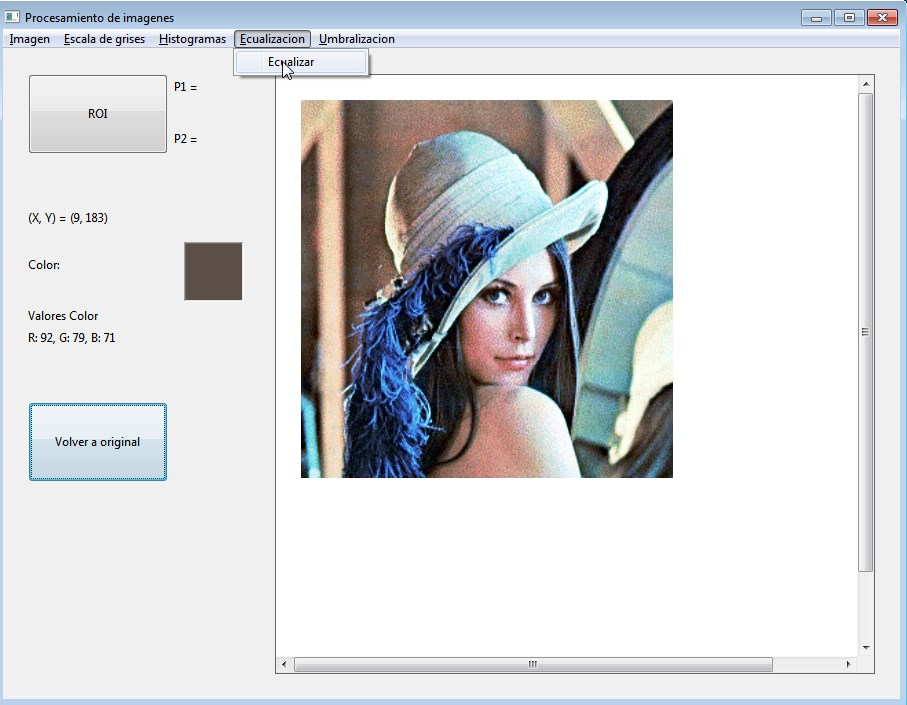 Procesamiento de imagenes
Imagen Escala de grises Histogramas Ecualizacion Umbralizacion
Ecualizar
ROI
P1 =
P2 =
(X, Y) = (9, 183)
Color:
Valores Color
R: 92, G: 79, B: 71
Volver a original